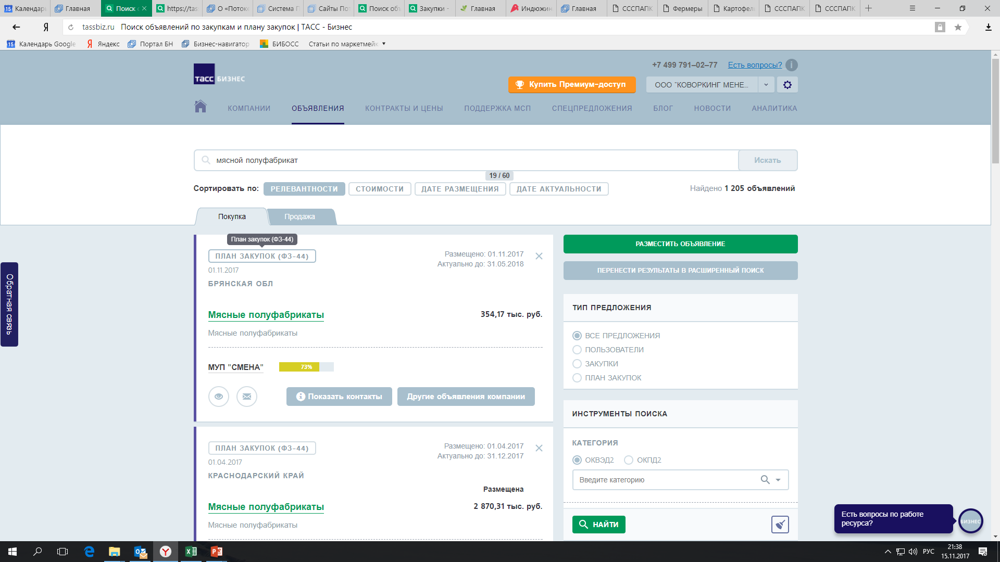 Календарь
Главная
Поиск
https://tas
О «Поток
Система П
Сайты По
Поиск объ
Закупки -
Главная
Индюжин
Главная
СССПАПК
Фермеры
Картофел
СССПАПК
СССПАПК
tassbiz.ru Поиск объявлений по закупкам и плану закупок | ТАСС - Бизнес
Календарь Google
Яндекс
Портал БН
Бизнес-навигатор
БИБОСС
Статьи по маркетмейк
+7 499 791-02-77 Есть вопросы?
ТАСС БИЗНЕС
Купить Премиум-доступ
ООО "КОВОРКИНГ МЕНЕ...
КОМПАНИИ
ОБЪЯВЛЕНИЯ
КОНТРАКТЫ И ЦЕНЫ
ПОДДЕРЖКА МСП
СПЕЦПРЕДЛОЖЕНИЯ
БЛОГ
НОВОСТИ
АНАЛИТИКА
мясной полуфабрикат
Искать
19 / 60
Сортировать по: РЕЛЕВАНТНОСТИ СТОИМОСТИ ДАТЕ РАЗМЕЩЕНИЯ ДАТЕ АКТУАЛЬНОСТИ
Найдено 1 205 объявлений
Покупка
Продажа
План закупок (ФЗ-44)
ПЛАН ЗАКУПОК (ФЗ-44)
Размещено: 01.11.2017
Актуально до: 31.05.2018
01.11.2017
БРЯНСКАЯ ОБЛ
Мясные полуфабрикаты
354,17 тыс. руб.
Мясные полуфабрикаты
МУП "СМЕНА"
73%
Показать контакты
Другие объявления компании
ПЛАН ЗАКУПОК (ФЗ-44)
Размещено: 01.04.2017
Актуально до: 31.12.2017
01.04.2017
КРАСНОДАРСКИЙ КРАЙ
Размещена
Мясные полуфабрикаты
2 870,31 тыс. руб.
Мясные полуфабрикаты
РАЗМЕСТИТЬ ОБЪЯВЛЕНИЕ
ПЕРЕНЕСТИ РЕЗУЛЬТАТЫ В РАСШИРЕННЫЙ ПОИСК
ТИП ПРЕДЛОЖЕНИЯ
ВСЕ ПРЕДЛОЖЕНИЯ
ПОЛЬЗОВАТЕЛИ
ЗАКУПКИ
ПЛАН ЗАКУПОК
ИНСТРУМЕНТЫ ПОИСКА
КАТЕГОРИЯ
ОКВЭД2
ОКПД2
Введите категорию
НАЙТИ
Обратная связь
Есть вопросы по работе
ресурса?
БИЗНЕС
РУС
21:38
15.11.2017